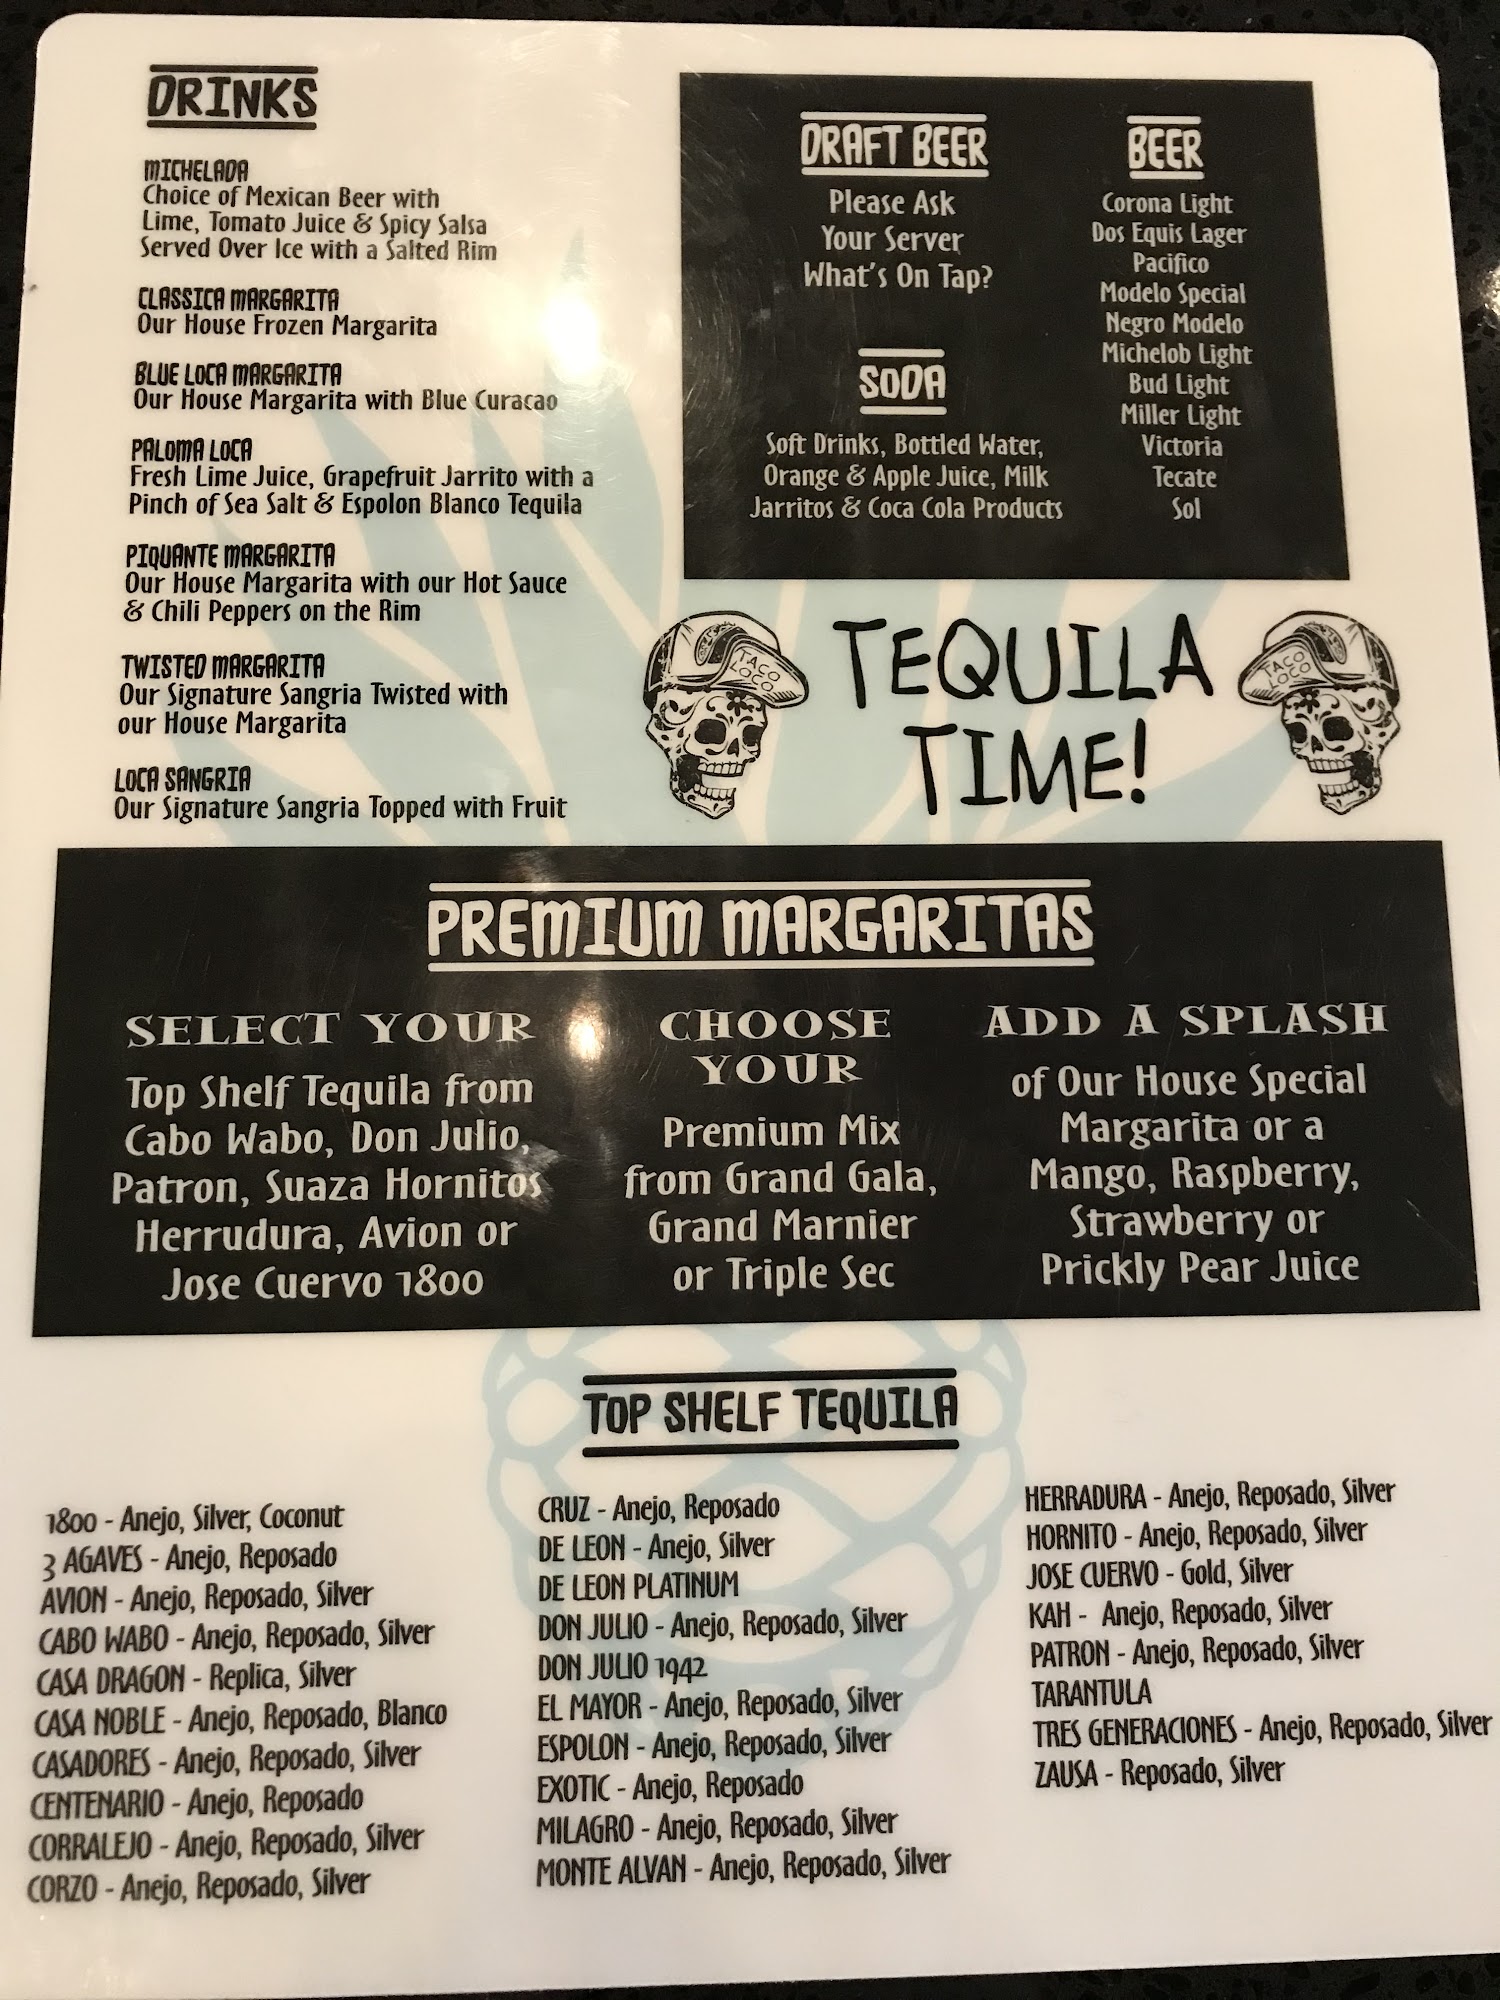 DRINKS
MICHELADA
Choice of Mexican Beer with
Lime, Tomato Juice & Spicy Salsa
Served Over Ice with a Salted Rim
CLASSICA MARGARITA
Our House Frozen Margarita
BLUE LOCA MARGARITA
Our House Margarita with Blue Curacao
PALOMA LOCA
Fresh Lime Juice, Grapefruit Jarrito with a
Pinch of Sea Salt & Espolon Blanco Tequila
PIQUANTE MARGARITA
Our House Margarita with our Hot Sauce
& Chili Peppers on the Rim
TWISTED MARGARITA
Our Signature Sangria Twisted with
our House Margarita
LOCA SANGRIA
Our Signature Sangria Topped with Fruit
DRAFT BEER
Please Ask
Your Server
What's On Tap?
SODA
Soft Drinks, Bottled Water,
Orange & Apple Juice, Milk
Jarritos & Coca Cola Products
BEER
Corona Light
Dos Equis Lager
Pacifico
Modelo Special
Negro Modelo
Michelob Light
Bud Light
Miller Light
Victoria
Tecate
Sol
TACO
LOCO
TEQUILA
TIME!
TACO
LOCO
PREMIUM MARGARITAS
SELECT YOUR
Top Shelf Tequila from
Cabo Wabo, Don Julio,
Patron, Suaza Hornitos
Herrudura, Avion or
Jose Cuervo 1800
CHOOSE
YOUR
Premium Mix
from Grand Gala,
Grand Marnier
or Triple Sec
ADD A SPLASH
of Our House Special
Margarita or a
Mango, Raspberry,
Strawberry or
Prickly Pear Juice
TOP SHELF TEQUILA
1800 - Anejo, Silver, Coconut
3 AGAVES - Anejo, Reposado
AVION - Anejo, Reposado, Silver
CABO WABO - Anejo, Reposado, Silver
CASA DRAGON - Replica, Silver
CASA NOBLE - Anejo, Reposado, Blanco
CASADORES - Anejo, Reposado, Silver
CENTENARIO - Anejo, Reposado
CORRALEJO - Anejo, Reposado, Silver
CORZO - Anejo, Reposado, Silver
CRUZ - Anejo, Reposado
DE LEON - Anejo, Silver
DE LEON PLATINUM
DON JULIO - Anejo, Reposado, Silver
DON JULIO 1942
EL MAYOR - Anejo, Reposado, Silver
ESPOLON - Anejo, Reposado, Silver
EXOTIC - Anejo, Reposado
MILAGRO - Anejo, Reposado, Silver
MONTE ALVAN - Anejo, Reposado, Silver
HERRADURA - Anejo, Reposado, Silver
HORNITO - Anejo, Reposado, Silver
JOSE CUERVO - Gold, Silver
KAH - Anejo, Reposado, Silver
PATRON - Anejo, Reposado, Silver
TARANTULA
TRES GENERACIONES - Anejo, Reposado, Silver
ZAUSA - Reposado, Silver